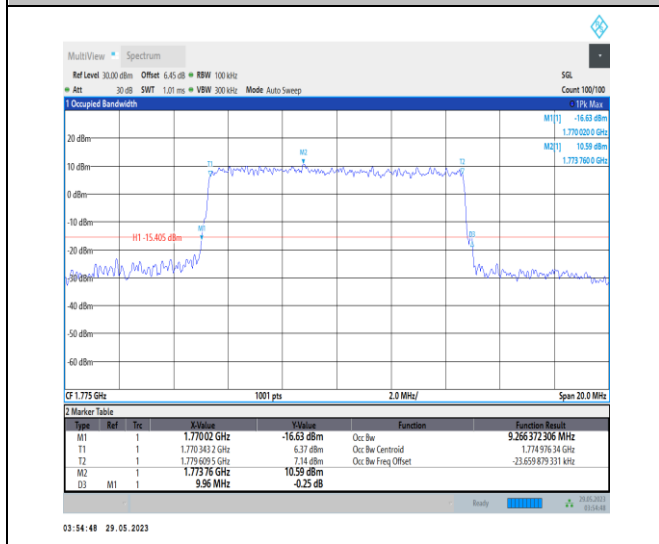 MultiView Spectrum
Ref Level 30.00 dBm Offset 6.45 dB RBW 100 kHz SGL
Att 30 dB SWT 1.01 ms VBW 300 kHz Mode Auto Sweep Count 100/100
1 Occupied Bandwidth 1Pk Max
M1[1] -16.63 dBm
1.770 020 0 GHz
20 dBm
M2[1] 10.59 dBm
1.773 760 0 GHz
M2
T1 T2
10 dBm
0 dBm
-10 dBm
M1
D3
H1 -15.405 dBm
-20 dBm
-30 dBm
-40 dBm
-50 dBm
-60 dBm
CF 1.775 GHz 1001 pts 2.0 MHz/ Span 20.0 MHz
2 Marker Table
Type Ref Trc X-Value Y-Value Function Function Result
M1 1 1.77002 GHz -16.63 dBm Occ Bw 9.266 372 306 MHz
T1 1 1.770 343 2 GHz 6.37 dBm Occ Bw Centroid 1.774 976 34 GHz
T2 1 1.779 609 5 GHz 7.14 dBm Occ Bw Freq Offset -23.659 879 331 kHz
M2 1 1.77376 GHz 10.59 dBm
D3 M1 1 9.96 MHz -0.25 dB
Ready 29.05.2023
03:54:48
03:54:48 29.05.2023